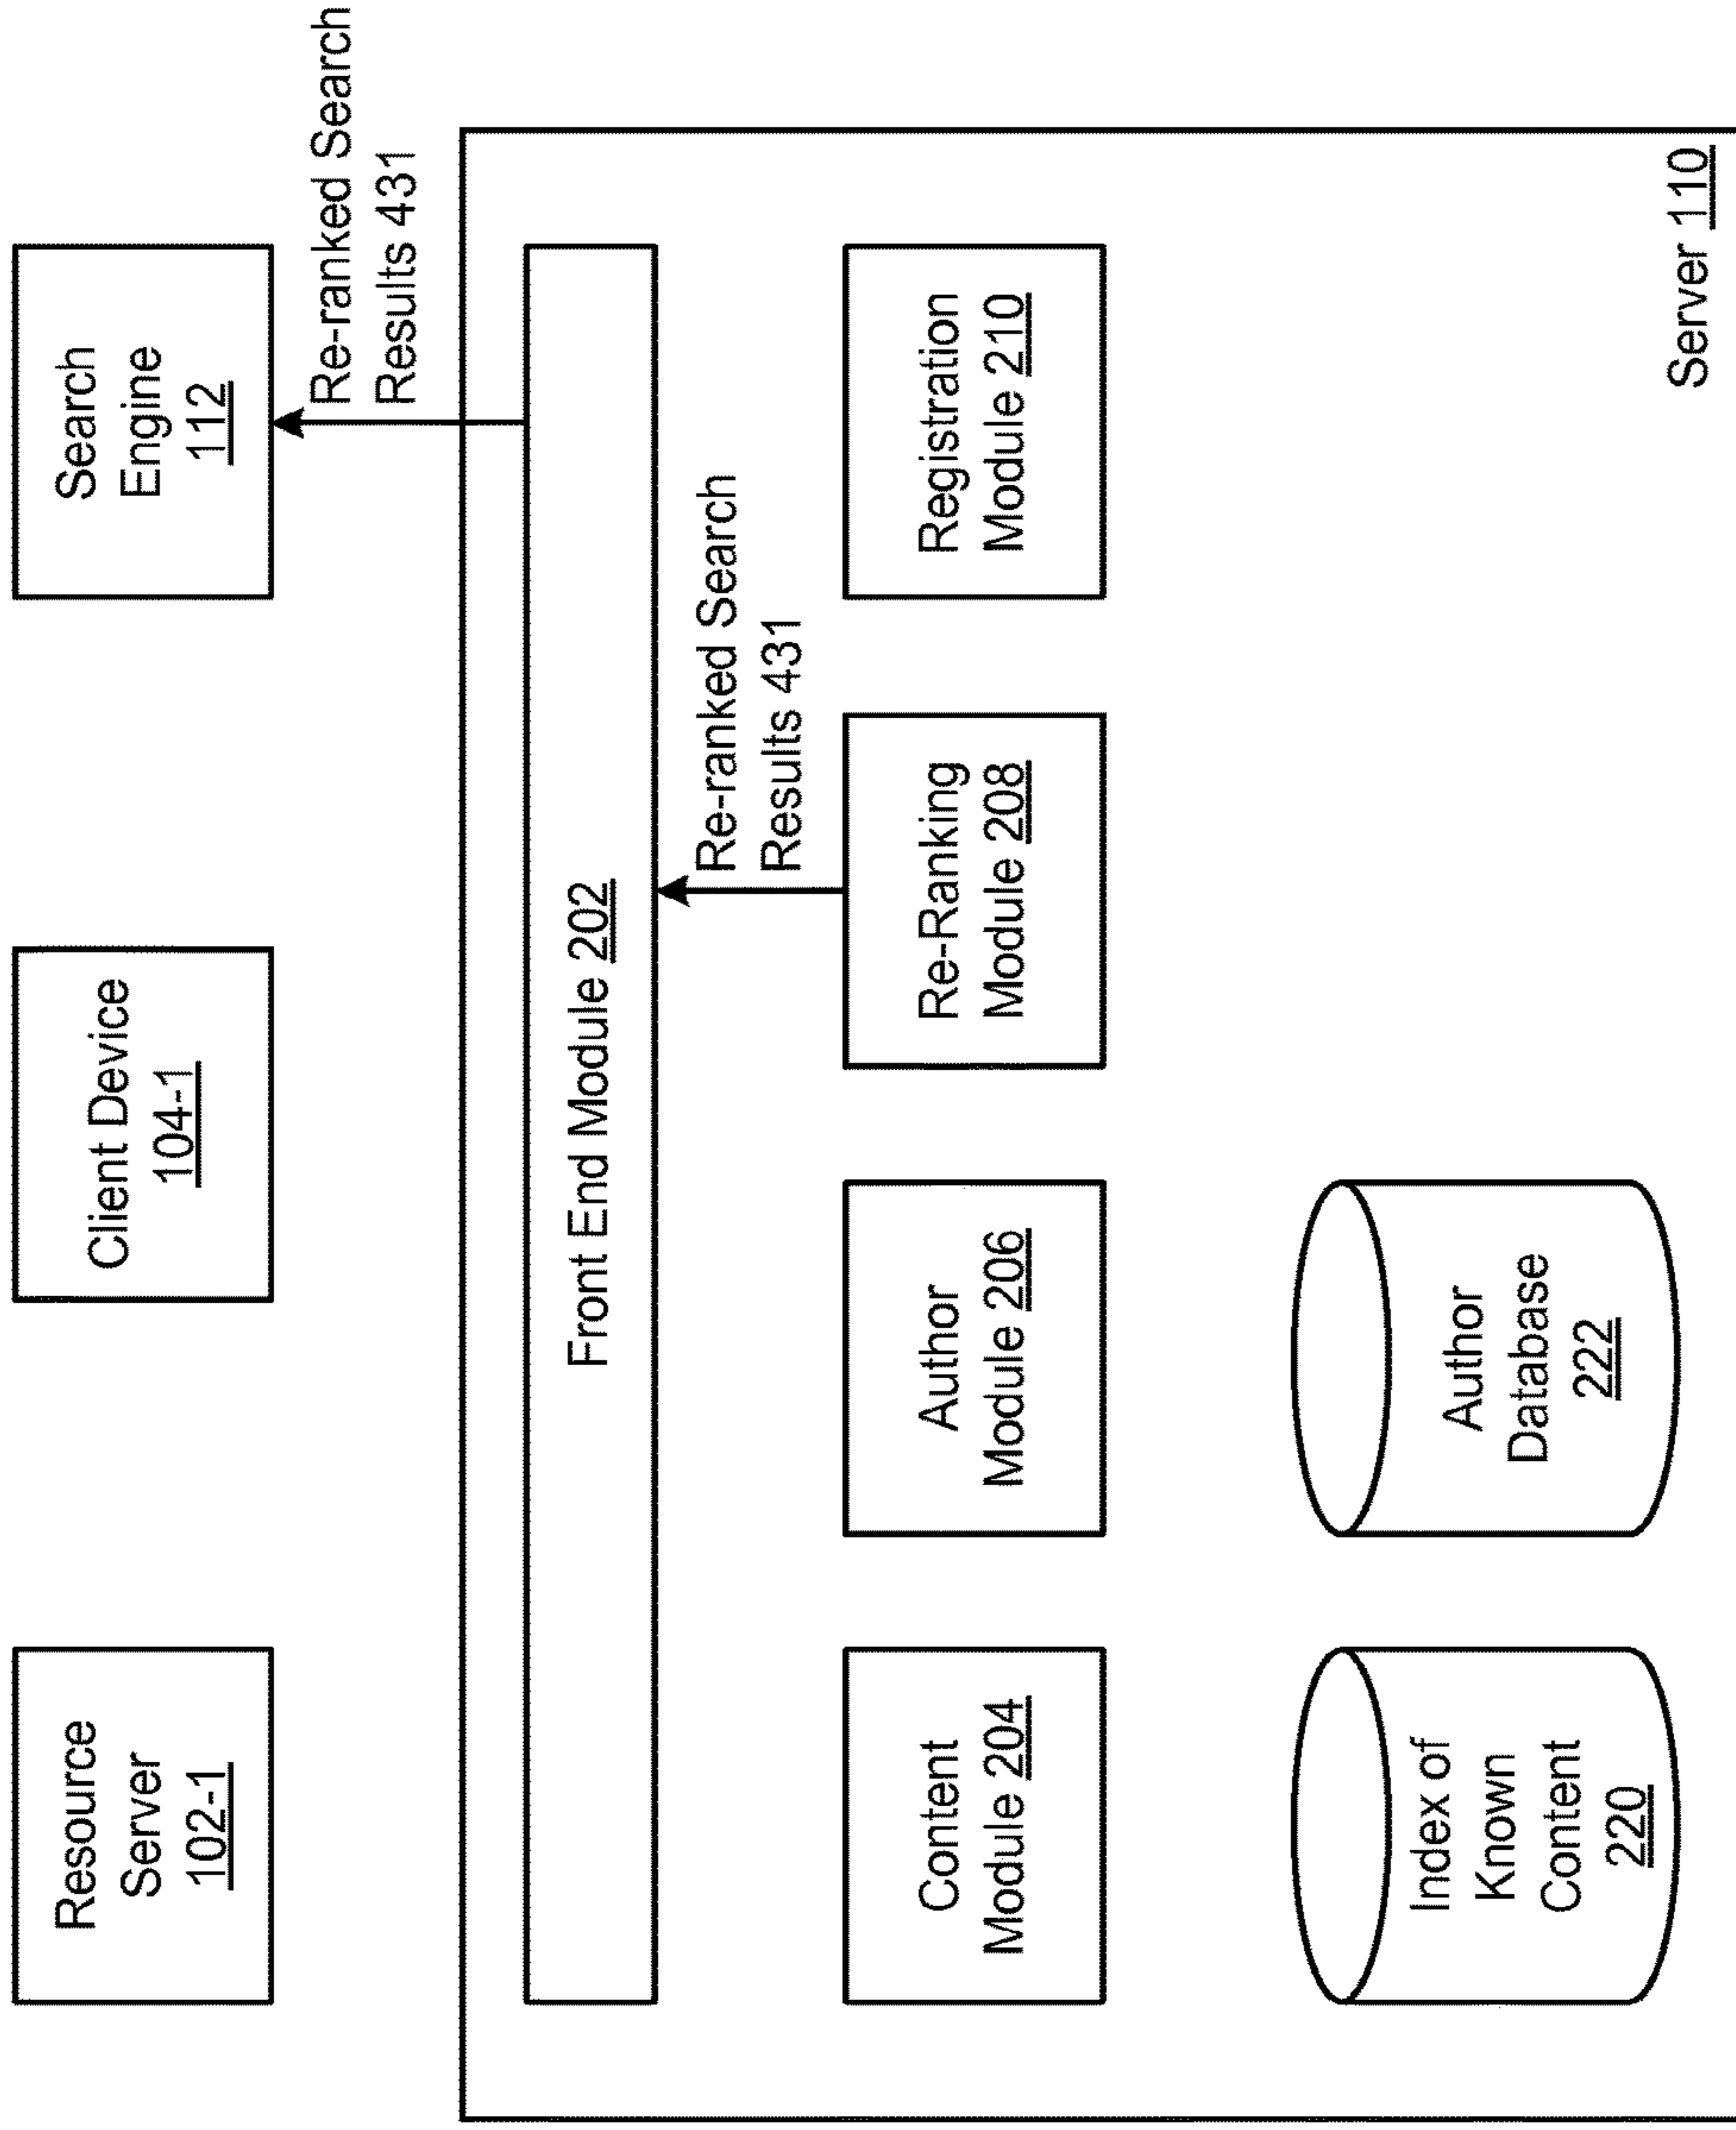 Resource
Server
102-1
Client Device
104-1
Search
Engine
112
Re-ranked Search
Results 431
Front End Module 202
Re-ranked Search
Results 431
Content
Module 204
Author
Module 206
Re-Ranking
Module 208
Registration
Module 210
Index of
Known
Content
220
Author
Database
222
Server 110